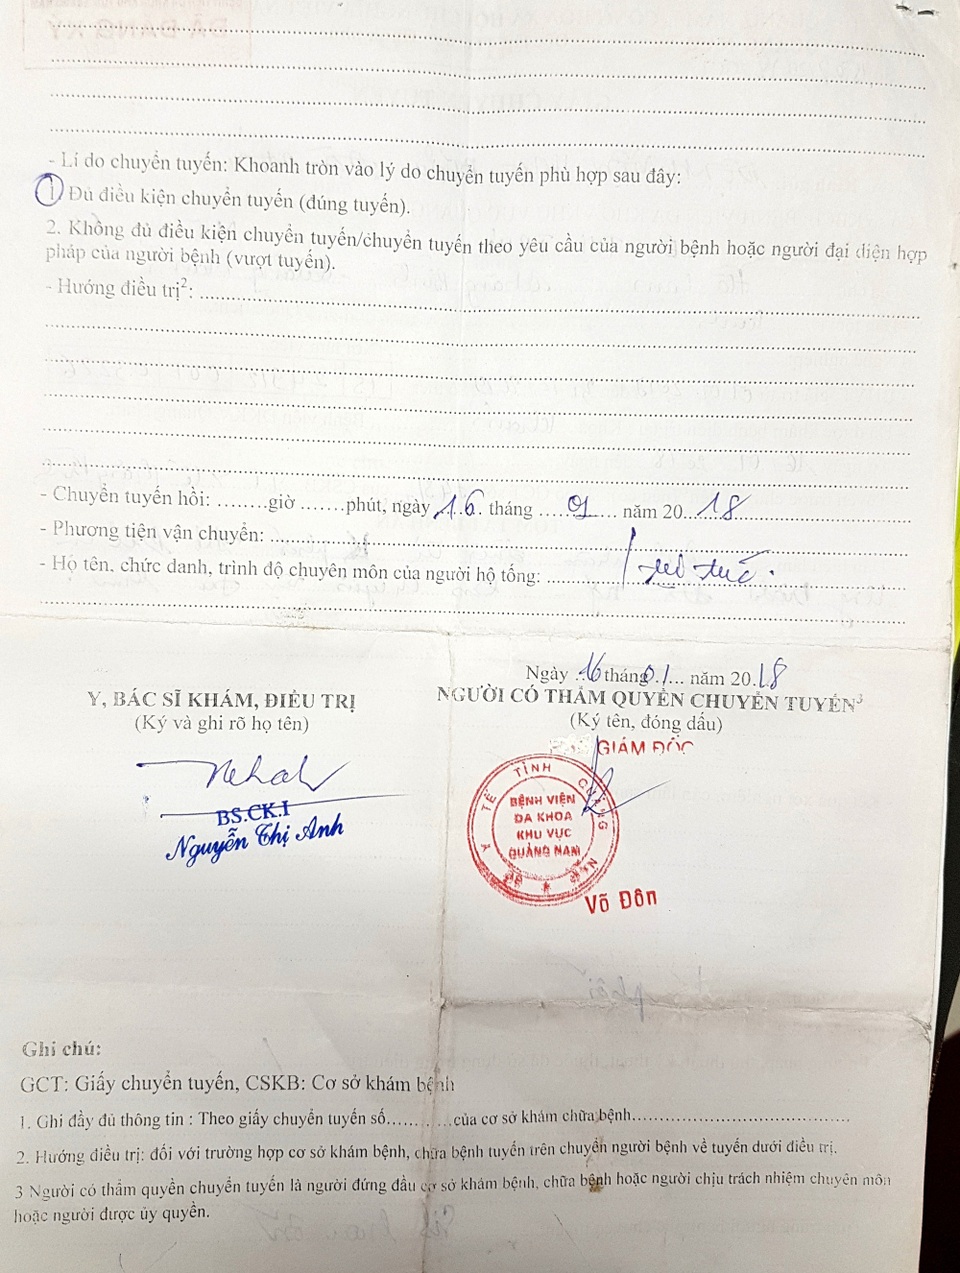 - Lí do chuyển tuyến: Khoanh tròn vào lý do chuyển tuyến phù hợp sau đây:
1 Đủ điều kiện chuyển tuyến (đúng tuyến).
2. Không đủ điều kiện chuyển tuyến/chuyển tuyến theo yêu cầu của người bệnh hoặc người đại diện hợp
pháp của người bệnh (vượt tuyến).
- Hướng điều trị²:
- Chuyển tuyến hồi: ........giờ .......phút, ngày 16. tháng ....01.... năm 20...18
- Phương tiện vận chuyển:
- Họ tên, chức danh, trình độ chuyên môn của người hộ tống:
Ngày .16 tháng 01... năm 20.18
Y, BÁC SĨ KHÁM, ĐIỀU TRỊ
(Ký và ghi rõ họ tên)
NGƯỜI CÓ THẨM QUYỀN CHUYỂN TUYẾN³
(Ký tên, đóng dấu)
GIÁM ĐỐC
BS.CK.I
Nguyễn Thị Anh
Y TẾ TỈNH QUẢNG NAM
BỆNH VIỆN
ĐA KHOA
KHU VỰC
QUẢNG NAM
Võ Đôn
Ghi chú:
GCT: Giấy chuyển tuyến, CSKB: Cơ sở khám bệnh
1. Ghi đầy đủ thông tin : Theo giấy chuyển tuyến số...........của cơ sở khám chữa bệnh..........
2. Hướng điều trị: đối với trường hợp cơ sở khám bệnh, chữa bệnh tuyến trên chuyển người bệnh về tuyến dưới điều trị.
3 Người có thẩm quyền chuyển tuyến là người đứng đầu cơ sở khám bệnh, chữa bệnh hoặc người chịu trách nhiệm chuyên môn
hoặc người được ủy quyền.